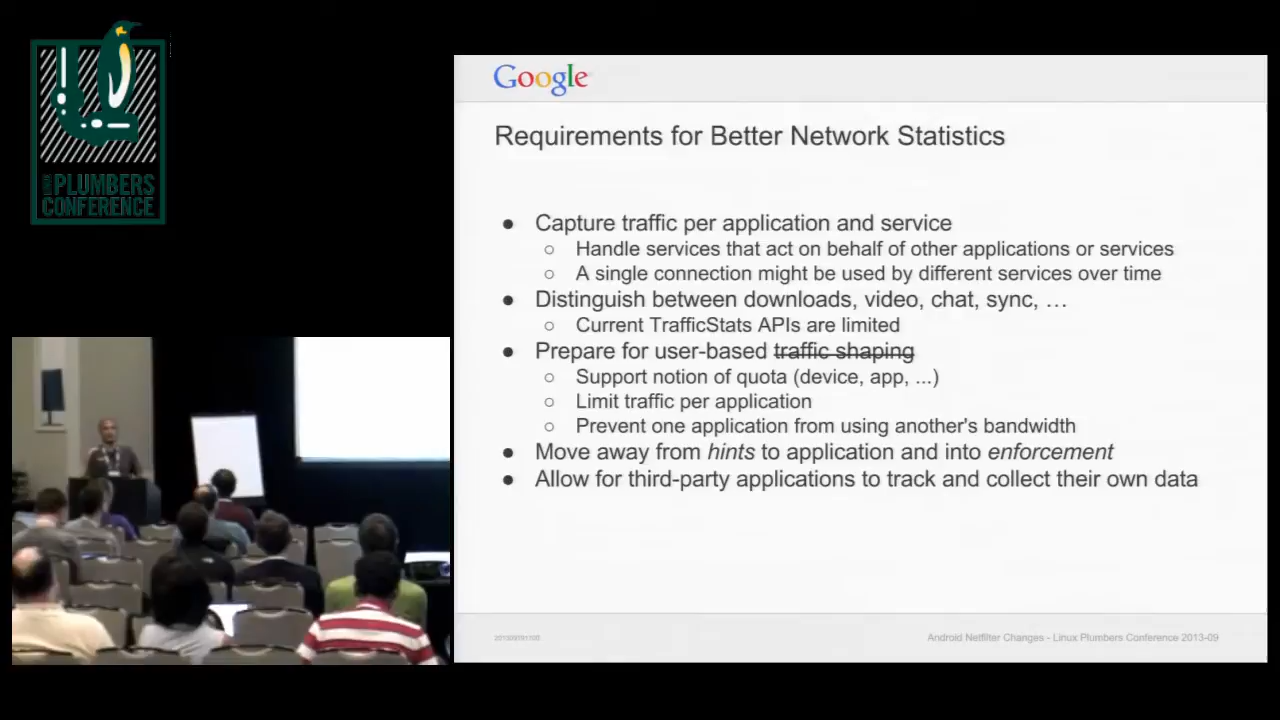 LINUX
PLUMBERS
CONFERENCE
Google
Requirements for Better Network Statistics
● Capture traffic per application and service
○ Handle services that act on behalf of other applications or services
○ A single connection might be used by different services over time
● Distinguish between downloads, video, chat, sync, …
○ Current TrafficStats APIs are limited
● Prepare for user-based traffic shaping
○ Support notion of quota (device, app, ...)
○ Limit traffic per application
○ Prevent one application from using another's bandwidth
● Move away from hints to application and into enforcement
● Allow for third-party applications to track and collect their own data
Android Netfilter Changes - Linux Plumbers Conference 2013-09